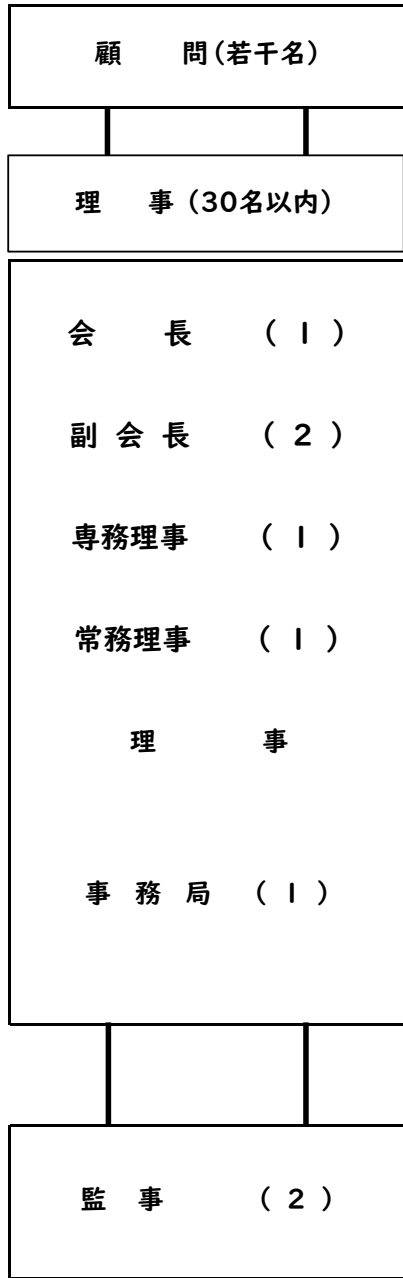 顧　問(若干名)
理　事(30名以内)
会　長　(1)
副会長　(2)
専務理事　(1)
常務理事　(1)
理　事
事務局　(1)
監事　(2)